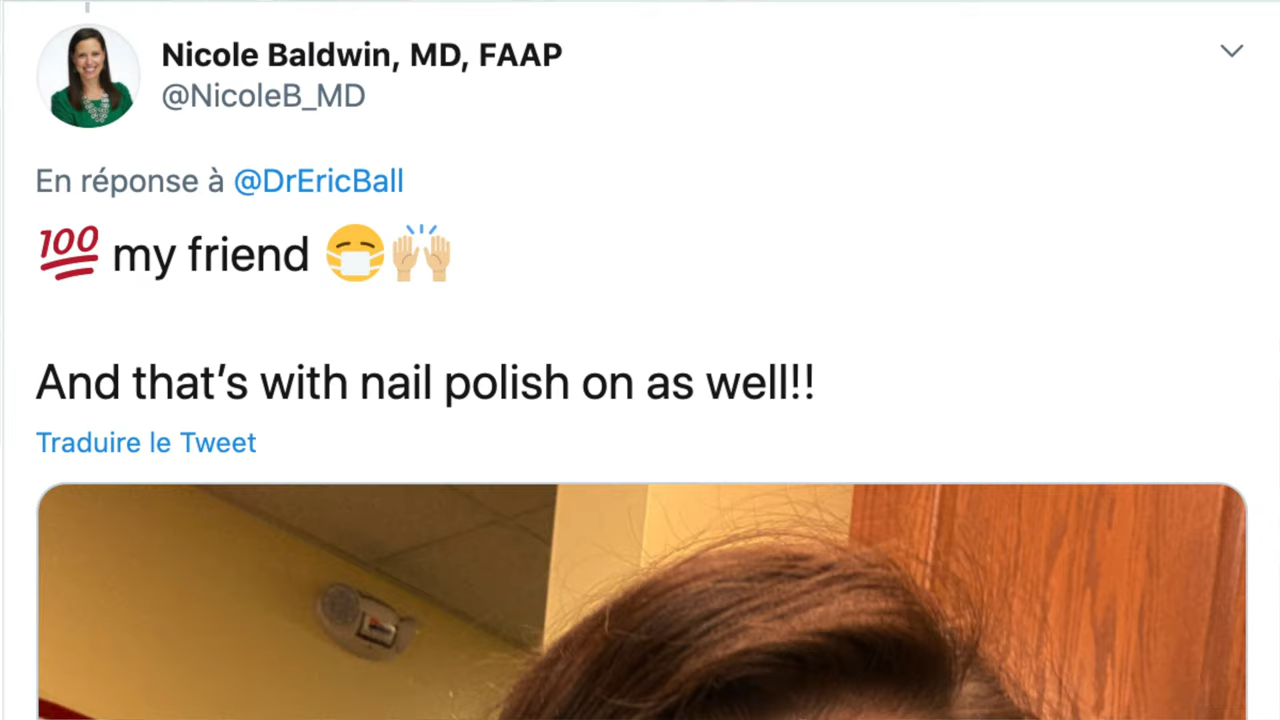 Nicole Baldwin, MD, FAAP
@NicoleB_MD
En réponse à @DrEricBall
💯 my friend 😷🙌🏼
And that's with nail polish on as well!!
Traduire le Tweet